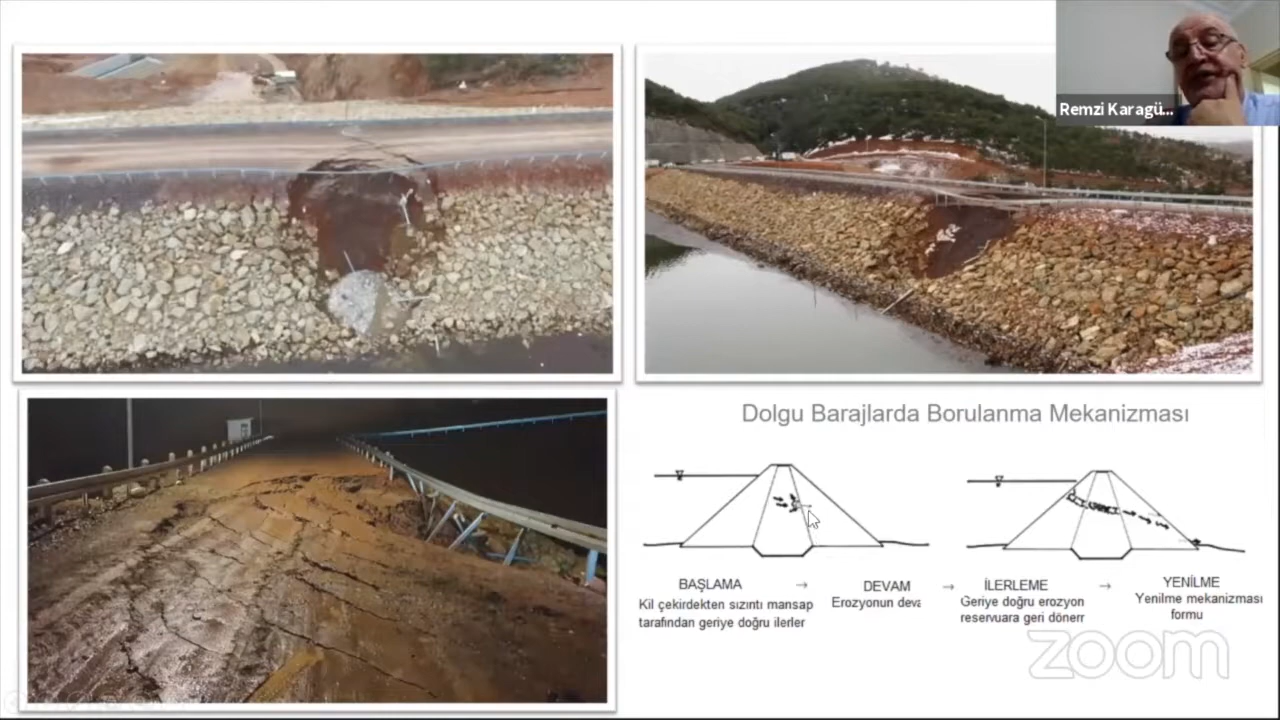 Remzi Karagü...
Dolgu Barajlarda Borulanma Mekanizması
BAŞLAMA → DEVAM → İLERLEME → YENİLME
Kil çekirdekten sızıntı mansap
tarafından geriye doğru ilerler
Erozyonun deva
Geriye doğru erozyon
reservuara geri dönerr
Yenilme mekanizması
formu
zoom